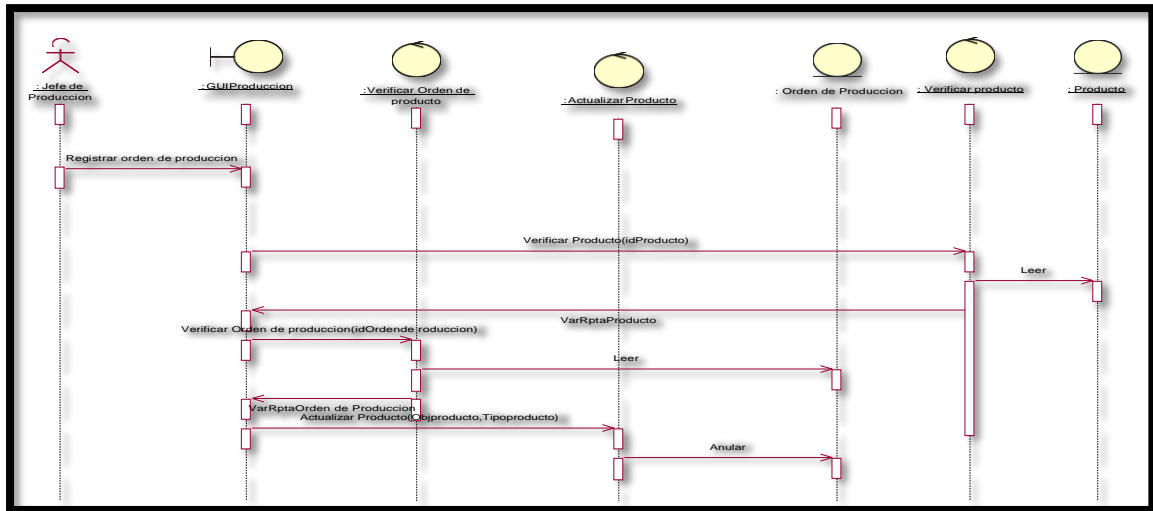 : Jefe de
Produccion
:GUIProduccion
:Verificar Orden de
producto
:ActualizarProducto
: Orden de Produccion
: Verificar producto
: Producto
Registrar orden de produccion
Verificar Producto(idProducto)
Leer
VarRptaProducto
Verificar Orden de produccion(idOrdende roduccion)
Leer
VarRptaOrden de Produccion
Actualizar Producto(Objproducto,Tipoproducto)
Anular